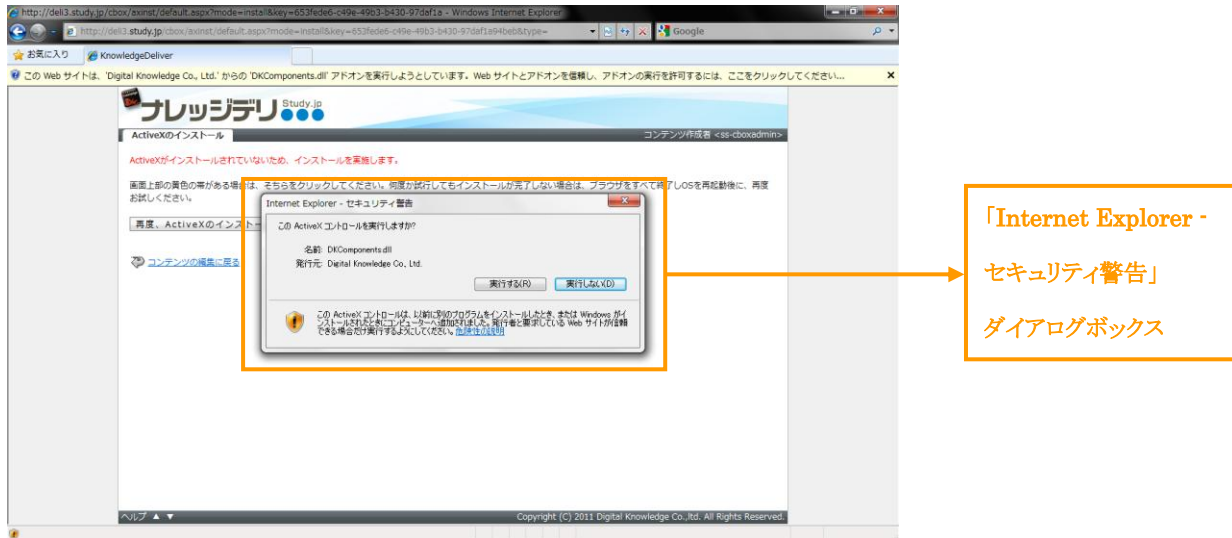 http://deli3.study.jp/cbox/axinst/default.aspx?mode=install&key=653fede6-c49e-49b3-b430-97daf1a - Windows Internet Explorer
http://deli3.study.jp/cbox/axinst/default.aspx?mode=install&key=653fede6-c49e-49b3-b430-97daf1a94beb&type=
Google
お気に入り
KnowledgeDeliver
この Web サイトは、'Digital Knowledge Co., Ltd.' からの 'DKComponents.dll' アドオンを実行しようとしています。Web サイトとアドオンを信頼し、アドオンの実行を許可するには、ここをクリックしてください...
ナレッジデリ Study.jp
ActiveXのインストール
コンテンツ作成者 <ss-cboxadmin>
ActiveXがインストールされていないため、インストールを実施します。
画面上部の黄色の帯がある場合は、そちらをクリックしてください。何度か試行してもインストールが完了しない場合は、ブラウザをすべて終了しOSを再起動後に、再度
お試しください。
再度、ActiveXのインストー
コンテンツの編集に戻る
Internet Explorer - セキュリティ警告
この ActiveX コントロールを実行しますか?
名前: DKComponents.dll
発行元: Digital Knowledge Co., Ltd.
実行する(R)
実行しない(D)
この ActiveX コントロールは、以前に別のプログラムをインストールしたとき、または Windows がイ
ンストールされたときにコンピューターへ追加されました。発行者と要求している Web サイトが信頼
できる場合だけ実行するようにしてください。危険性の説明
「Internet Explorer -
セキュリティ警告」
ダイアログボックス
ヘルプ ▲ ▼
Copyright (C) 2011 Digital Knowledge Co.,ltd. All Rights Reserved.